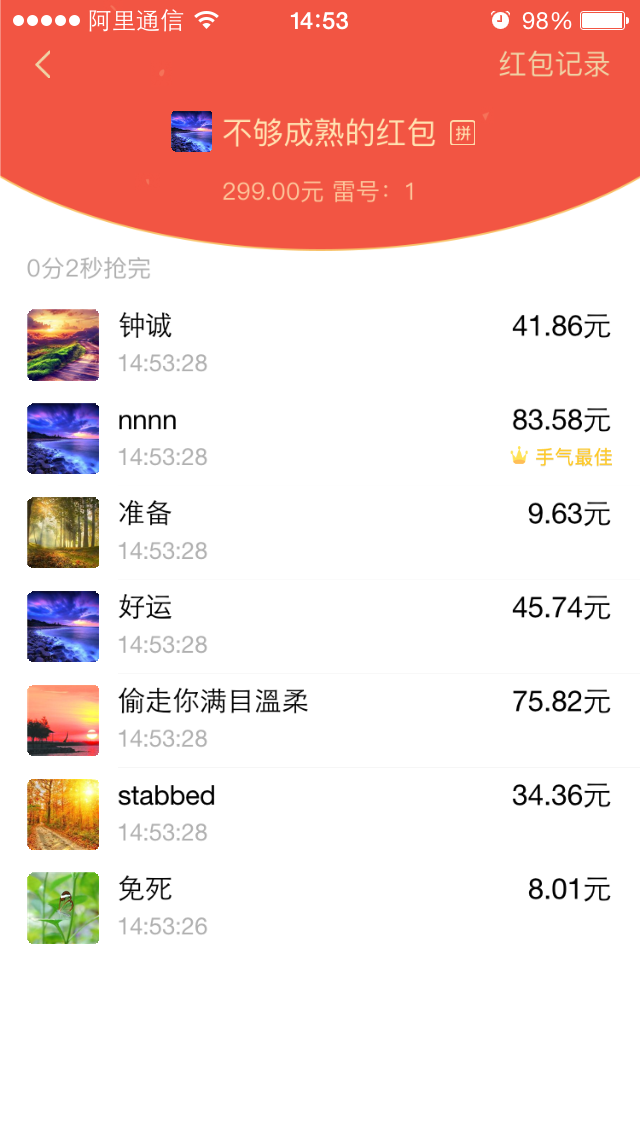 阿里通信 14:53 98%
红包记录
不够成熟的红包 拼
299.00元 雷号：1
0分2秒抢完
钟诚 41.86元
14:53:28
nnnn 83.58元
14:53:28 手气最佳
准备 9.63元
14:53:28
好运 45.74元
14:53:28
偷走你满目溫柔 75.82元
14:53:28
stabbed 34.36元
14:53:28
免死 8.01元
14:53:26